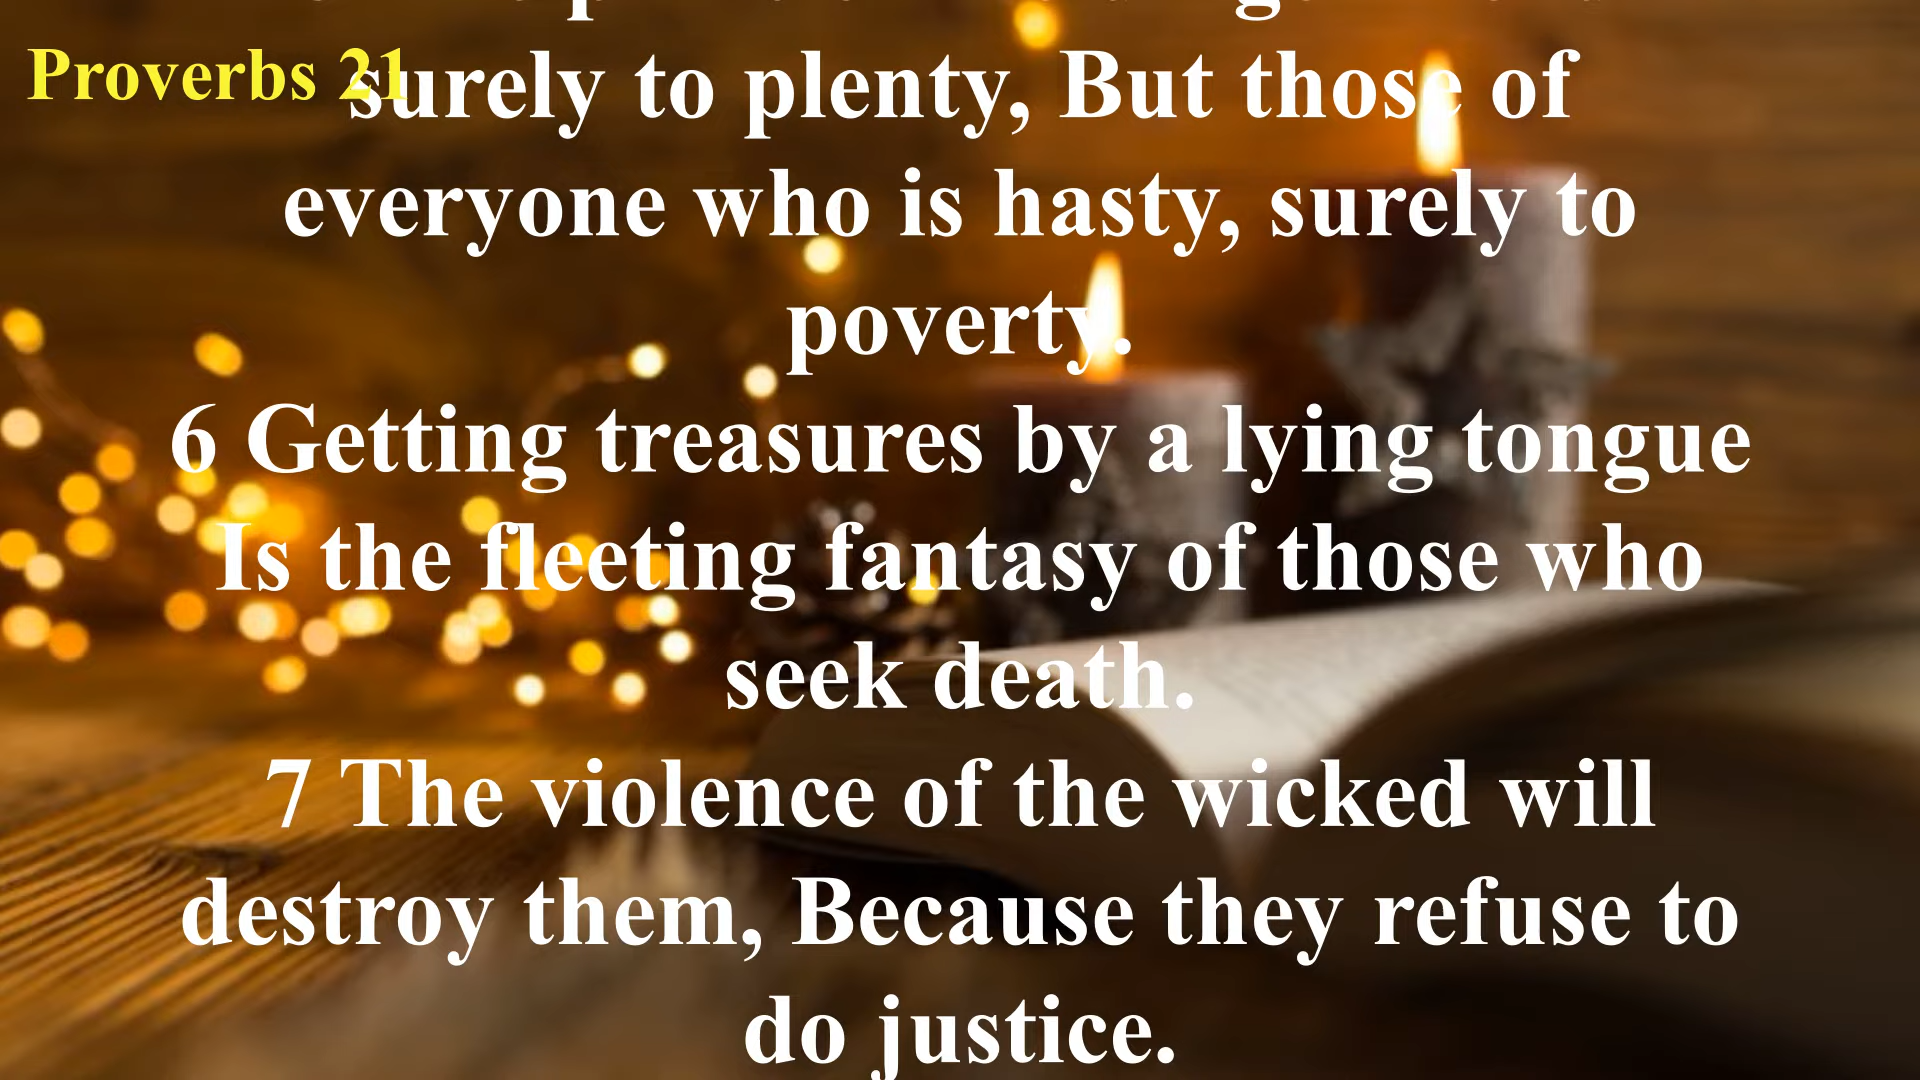 Proverbs 21
surely to plenty, But those of
everyone who is hasty, surely to
poverty.
6 Getting treasures by a lying tongue
Is the fleeting fantasy of those who
seek death.
7 The violence of the wicked will
destroy them, Because they refuse to
do justice.